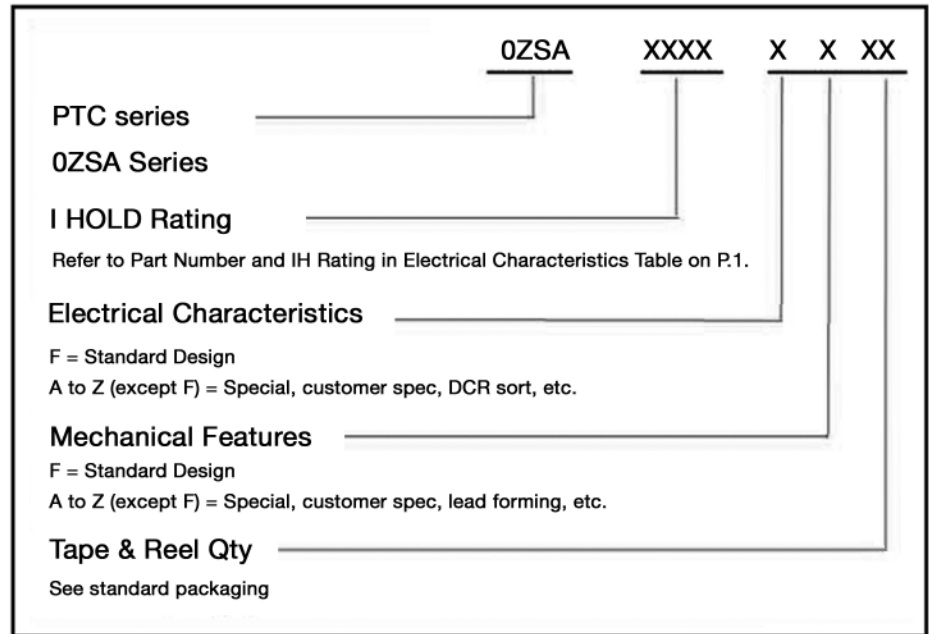 0ZSA XXXX X X XX
PTC series
0ZSA Series
I HOLD Rating
Refer to Part Number and IH Rating in Electrical Characteristics Table on P.1.
Electrical Characteristics
F = Standard Design
A to Z (except F) = Special, customer spec, DCR sort, etc.
Mechanical Features
F = Standard Design
A to Z (except F) = Special, customer spec, lead forming, etc.
Tape & Reel Qty
See standard packaging